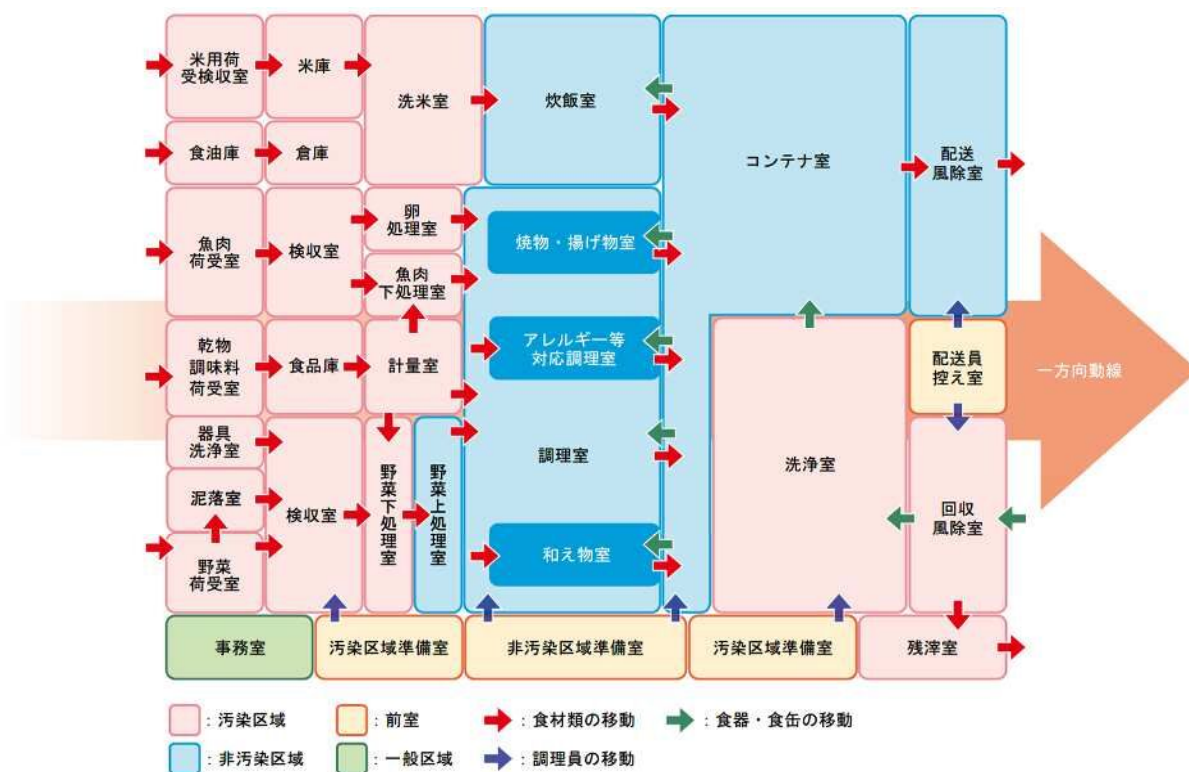 米用荷
受検収室
米庫
洗米室
炊飯室
コンテナ室
配送
風除室
食油庫
倉庫
魚肉
荷受室
検収室
卵
処理室
魚肉
下処理室
焼物・揚げ物室
アレルギー等
対応調理室
乾物
調味料
荷受室
食品庫
計量室
配送員
控え室
一方向動線
器具
洗浄室
泥落室
野菜
荷受室
検収室
野菜下処理室
野菜上処理室
調理室
和え物室
洗浄室
回収
風除室
事務室
汚染区域準備室
非汚染区域準備室
汚染区域準備室
残滓室
:汚染区域
:前室
:食材類の移動
:食器・食缶の移動
:非汚染区域
:一般区域
:調理員の移動